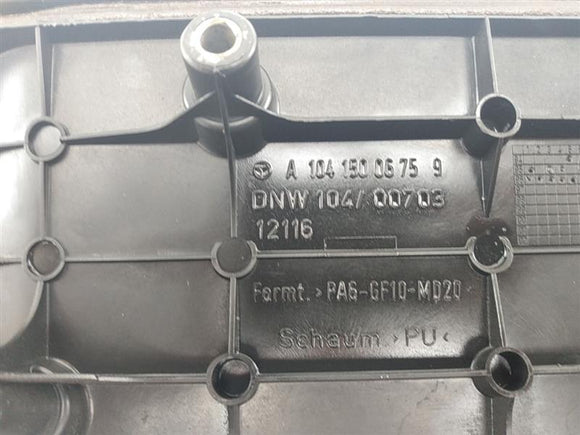 A 104 150 06 75 9
DNW 104/ 00703
12116
Formt. >PA6-GF10-MD20<
Schaum >PU<